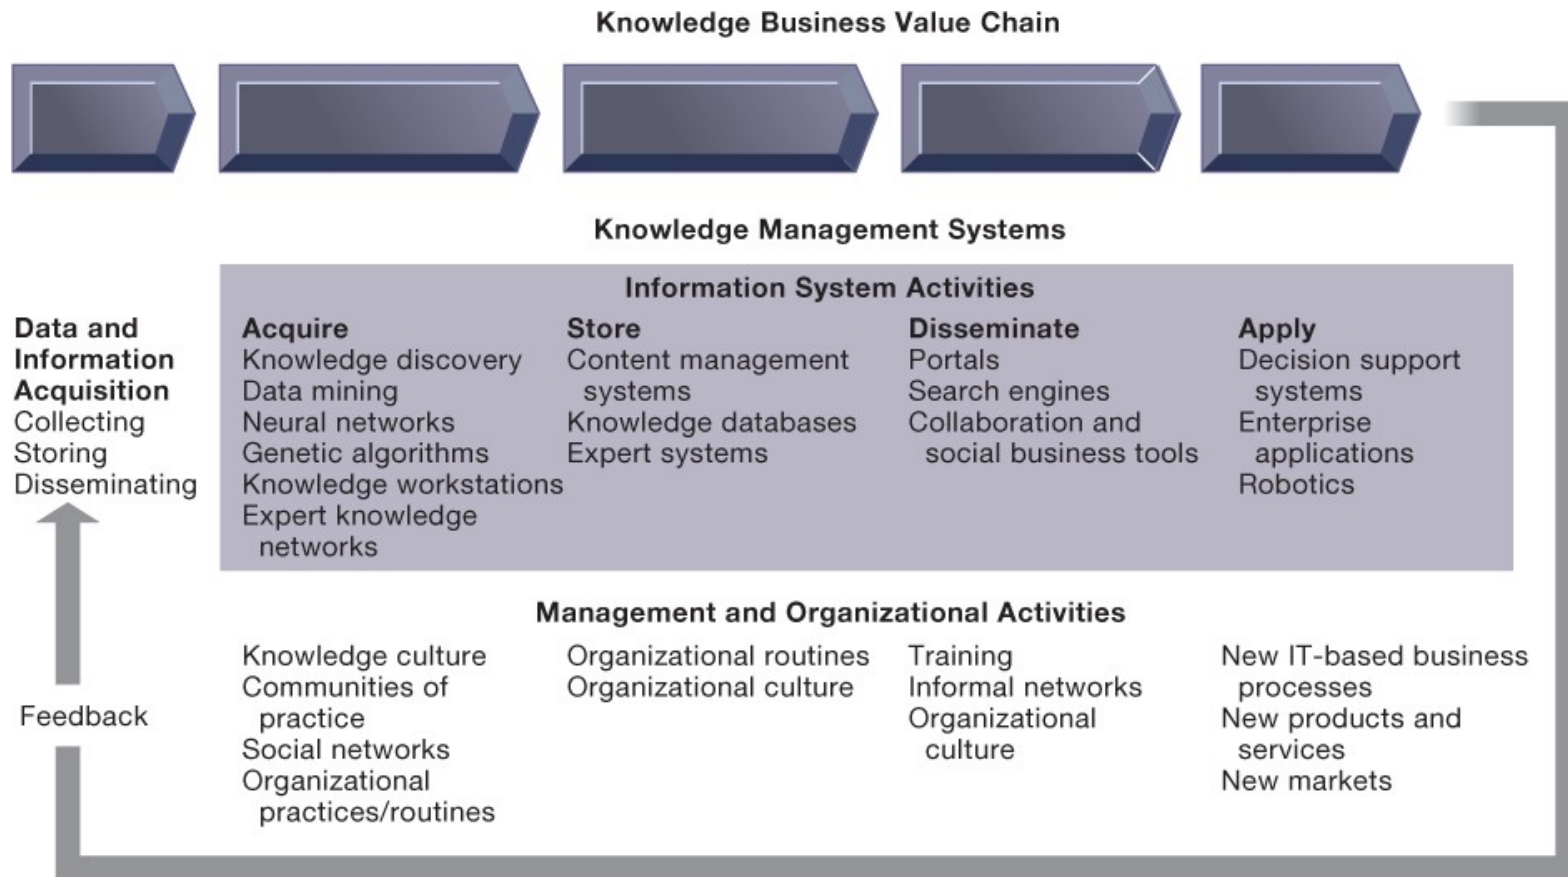 Knowledge Business Value Chain
Knowledge Management Systems
Information System Activities
Data and
Information
Acquisition
Collecting
Storing
Disseminating
Acquire
Knowledge discovery
Data mining
Neural networks
Genetic algorithms
Knowledge workstations
Expert knowledge
networks
Store
Content management
systems
Knowledge databases
Expert systems
Disseminate
Portals
Search engines
Collaboration and
social business tools
Apply
Decision support
systems
Enterprise
applications
Robotics
Management and Organizational Activities
Knowledge culture
Communities of
practice
Social networks
Organizational
practices/routines
Organizational routines
Organizational culture
Training
Informal networks
Organizational
culture
New IT-based business
processes
New products and
services
New markets
Feedback